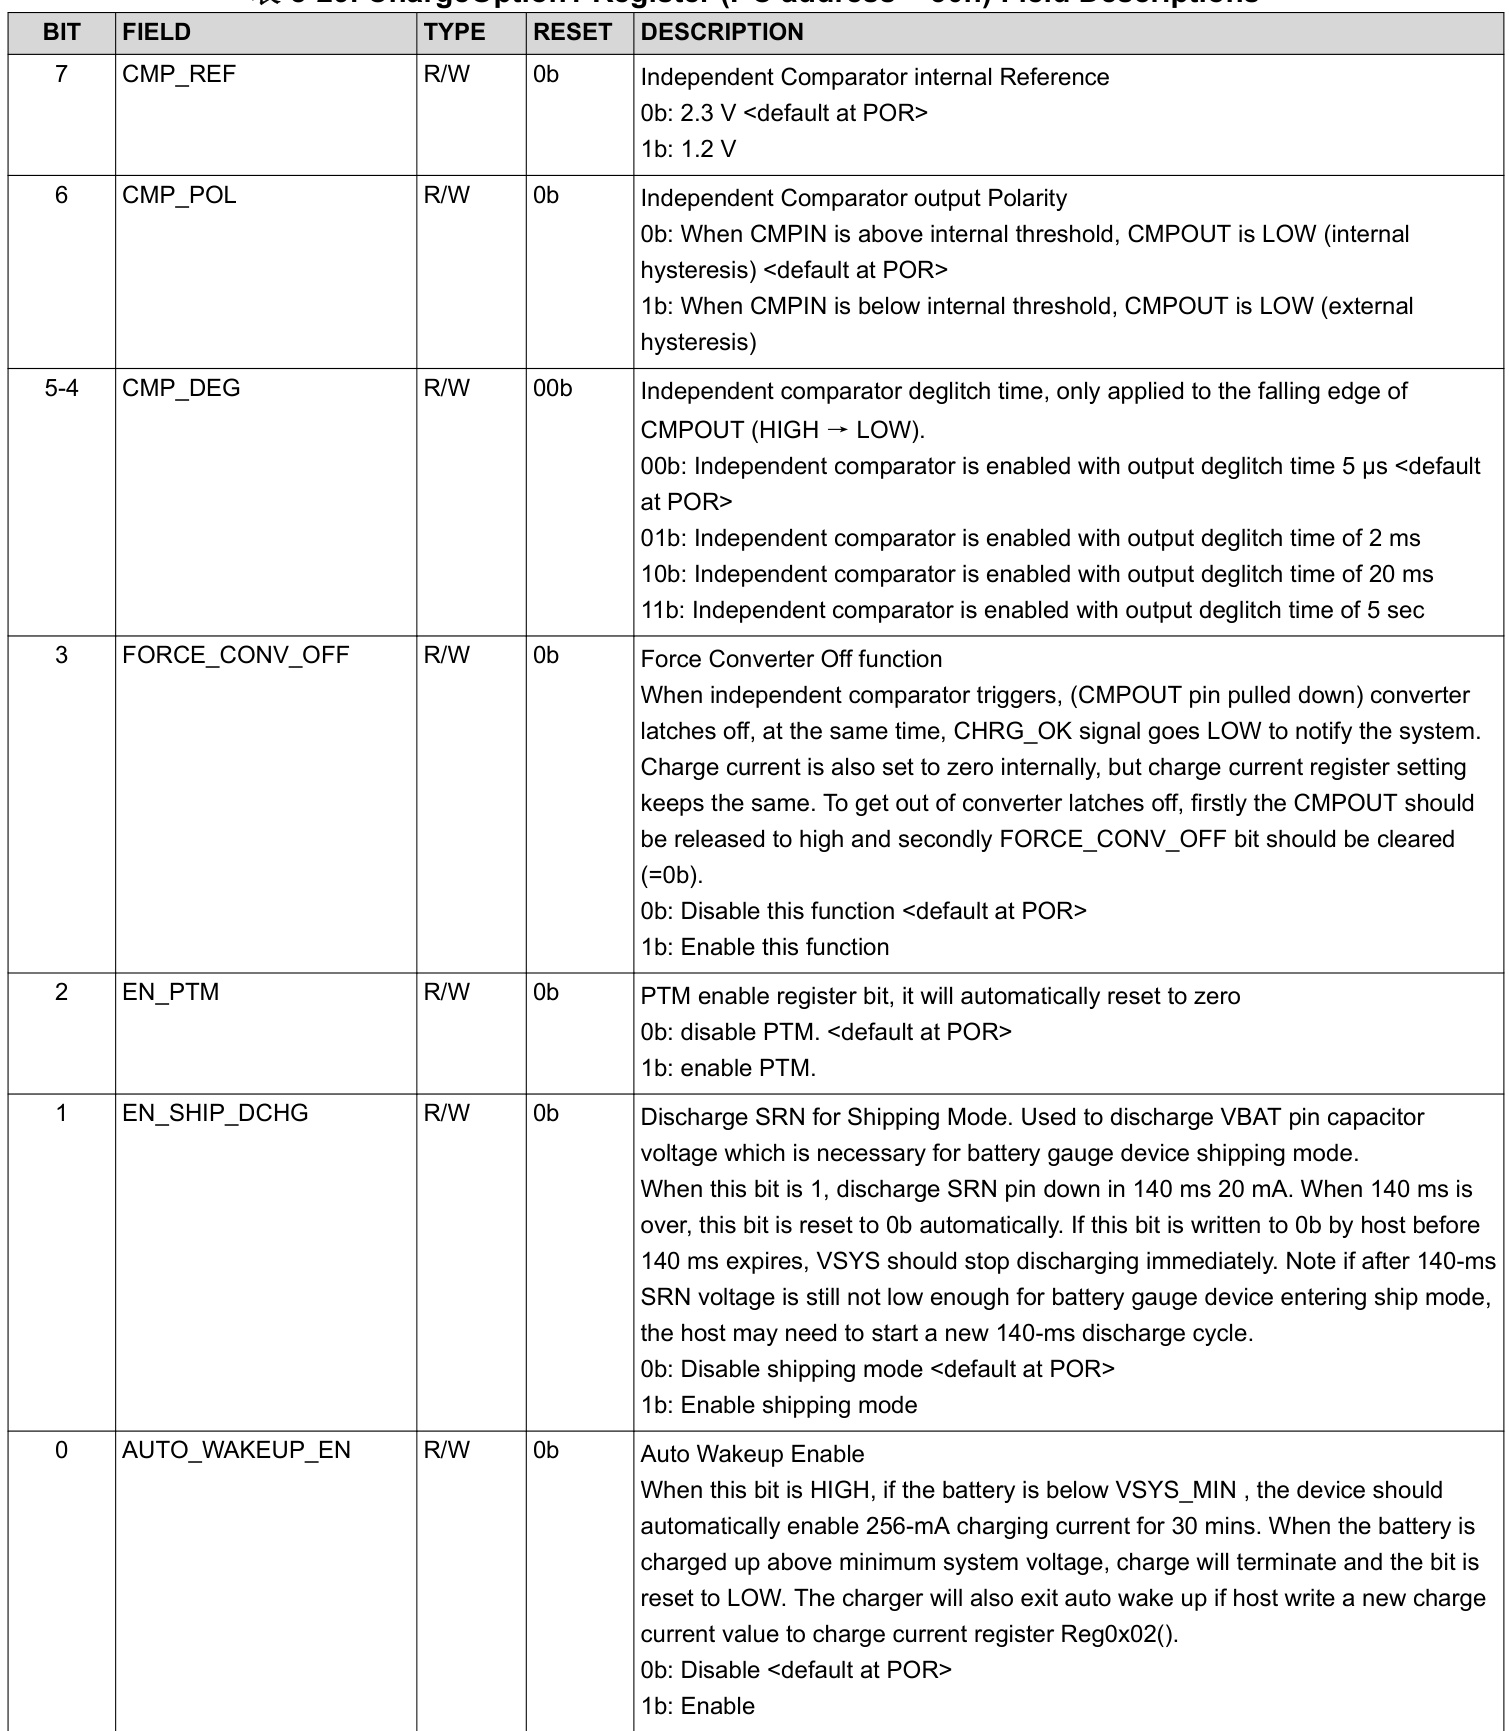 BIT FIELD TYPE RESET DESCRIPTION
7 CMP_REF R/W 0b Independent Comparator internal Reference
0b: 2.3 V <default at POR>
1b: 1.2 V
6 CMP_POL R/W 0b Independent Comparator output Polarity
0b: When CMPIN is above internal threshold, CMPOUT is LOW (internal
hysteresis) <default at POR>
1b: When CMPIN is below internal threshold, CMPOUT is LOW (external
hysteresis)
5-4 CMP_DEG R/W 00b Independent comparator deglitch time, only applied to the falling edge of
CMPOUT (HIGH → LOW).
00b: Independent comparator is enabled with output deglitch time 5 µs <default
at POR>
01b: Independent comparator is enabled with output deglitch time of 2 ms
10b: Independent comparator is enabled with output deglitch time of 20 ms
11b: Independent comparator is enabled with output deglitch time of 5 sec
3 FORCE_CONV_OFF R/W 0b Force Converter Off function
When independent comparator triggers, (CMPOUT pin pulled down) converter
latches off, at the same time, CHRG_OK signal goes LOW to notify the system.
Charge current is also set to zero internally, but charge current register setting
keeps the same. To get out of converter latches off, firstly the CMPOUT should
be released to high and secondly FORCE_CONV_OFF bit should be cleared
(=0b).
0b: Disable this function <default at POR>
1b: Enable this function
2 EN_PTM R/W 0b PTM enable register bit, it will automatically reset to zero
0b: disable PTM. <default at POR>
1b: enable PTM.
1 EN_SHIP_DCHG R/W 0b Discharge SRN for Shipping Mode. Used to discharge VBAT pin capacitor
voltage which is necessary for battery gauge device shipping mode.
When this bit is 1, discharge SRN pin down in 140 ms 20 mA. When 140 ms is
over, this bit is reset to 0b automatically. If this bit is written to 0b by host before
140 ms expires, VSYS should stop discharging immediately. Note if after 140-ms
SRN voltage is still not low enough for battery gauge device entering ship mode,
the host may need to start a new 140-ms discharge cycle.
0b: Disable shipping mode <default at POR>
1b: Enable shipping mode
0 AUTO_WAKEUP_EN R/W 0b Auto Wakeup Enable
When this bit is HIGH, if the battery is below VSYS_MIN , the device should
automatically enable 256-mA charging current for 30 mins. When the battery is
charged up above minimum system voltage, charge will terminate and the bit is
reset to LOW. The charger will also exit auto wake up if host write a new charge
current value to charge current register Reg0x02().
0b: Disable <default at POR>
1b: Enable